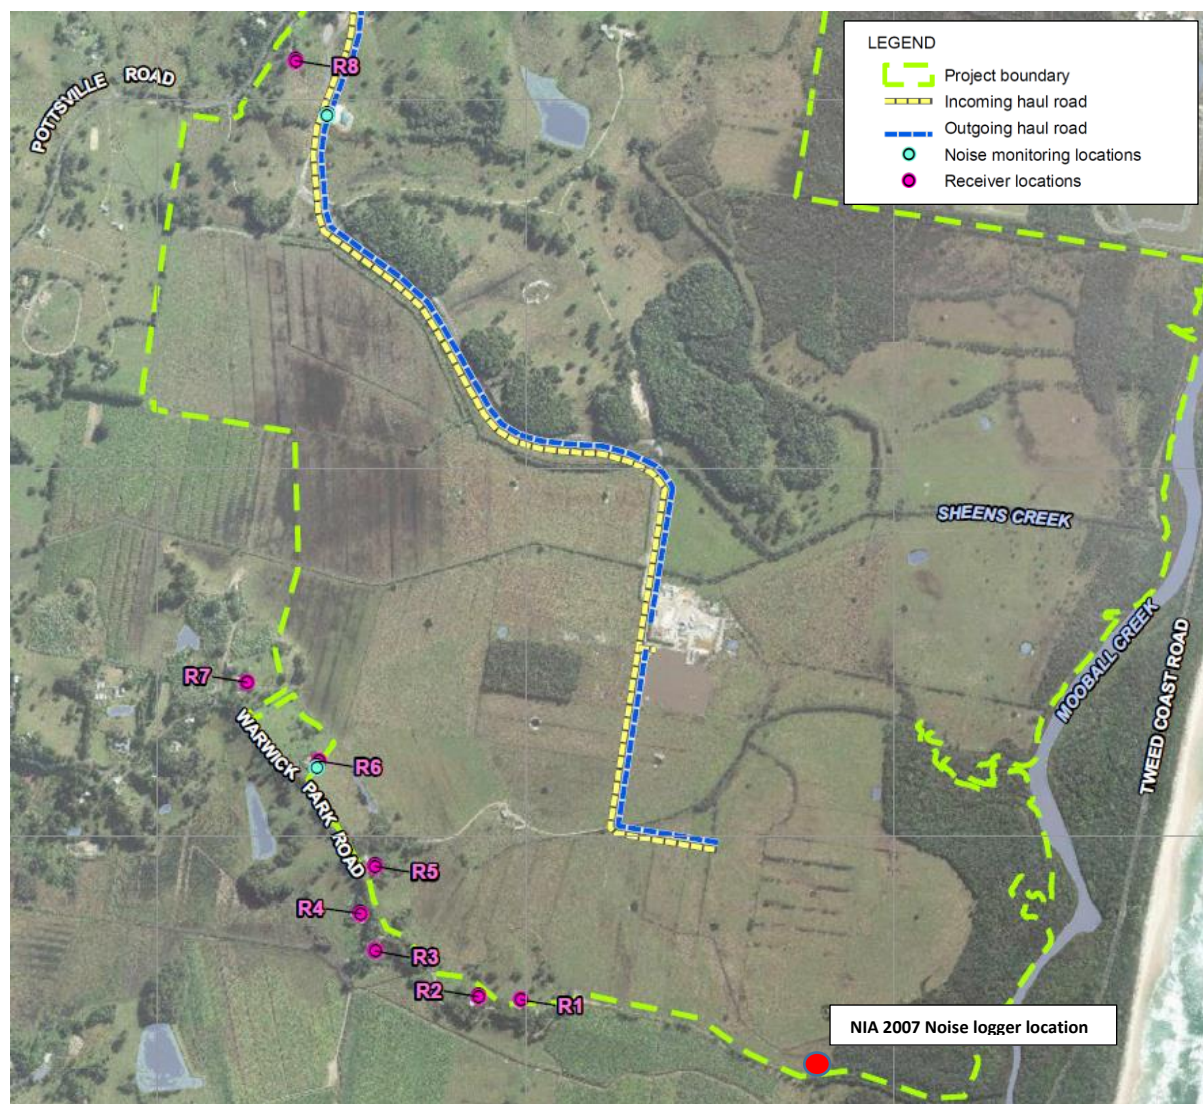 LEGEND
Project boundary
Incoming haul road
Outgoing haul road
Noise monitoring locations
Receiver locations
R8
POTTSVILLE ROAD
SHEENS CREEK
MOOBALL CREEK
TWEED COAST ROAD
R7
WARWICK PARK ROAD
R6
R5
R4
R3
R2
R1
NIA 2007 Noise logger location